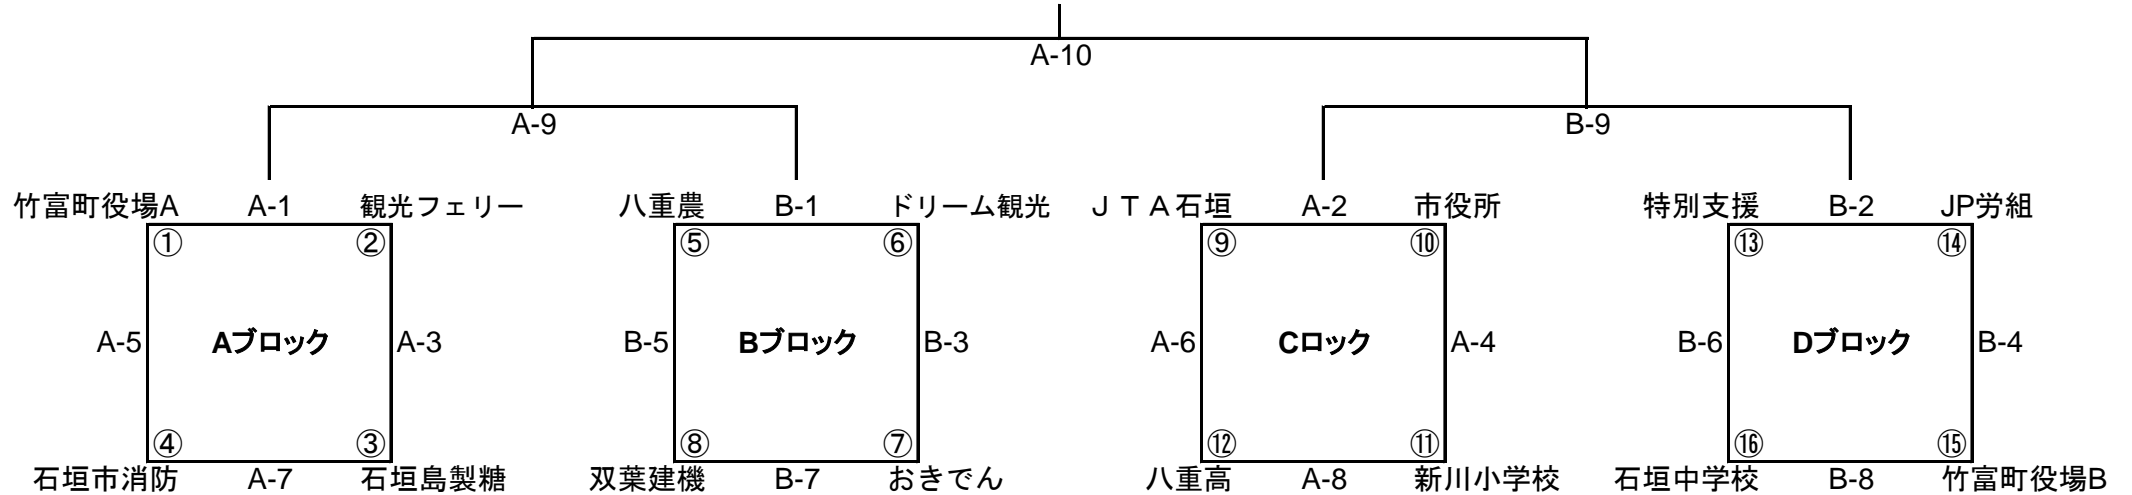 A-10
A-9 B-9
竹富町役場A A-1 観光フェリー 八重農 B-1 ドリーム観光 ＪＴＡ石垣 A-2 市役所 特別支援 B-2 JP労組
① ② ⑤ ⑥ ⑨ ⑩ ⑬ ⑭
A-5 Aブロック A-3 B-5 Bブロック B-3 A-6 Cロック A-4 B-6 Dブロック B-4
④ ③ ⑧ ⑦ ⑫ ⑪ ⑯ ⑮
石垣市消防 A-7 石垣島製糖 双葉建機 B-7 おきでん 八重高 A-8 新川小学校 石垣中学校 B-8 竹富町役場B